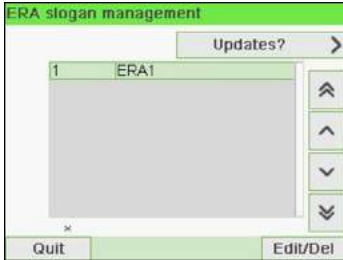 ERA slogan management
Updates?
1 ERA1
Quit
Edit/Del